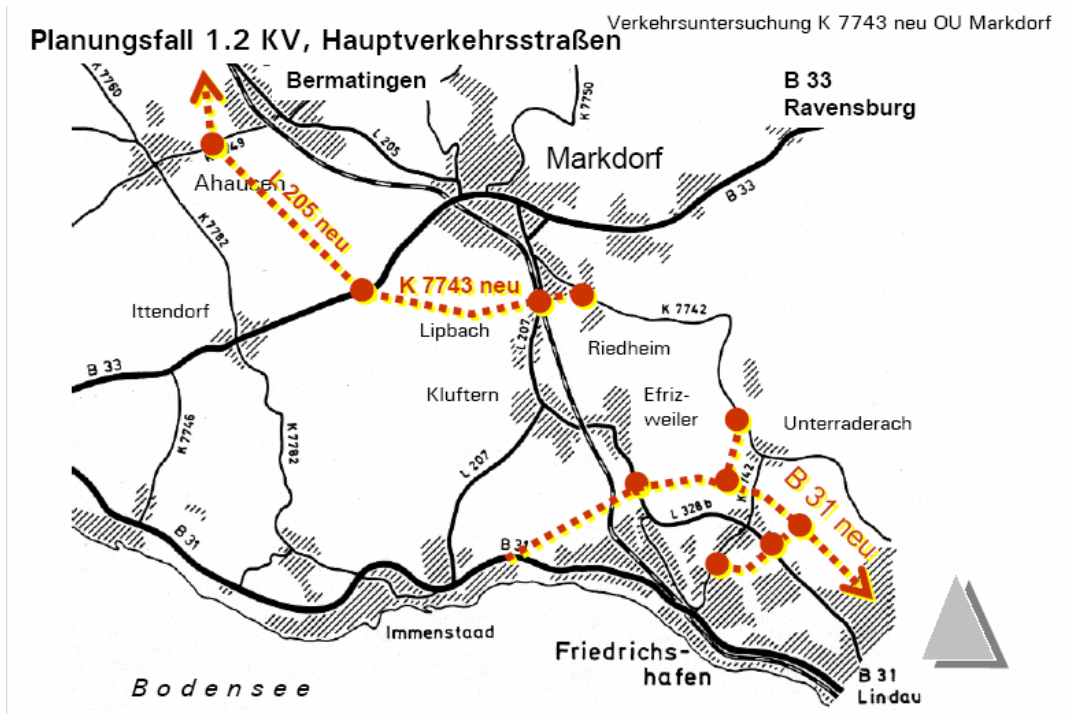 Verkehrsuntersuchung K 7743 neu OU Markdorf
Planungsfall 1.2 KV, Hauptverkehrsstraßen
K 7760
Bermatingen
B 33
Ravensburg
K 7750
L 205
Markdorf
Ahausen
B 33
L 205 neu
K 7782
K 7743 neu
Ittendorf
Lipbach
K 7742
L 207
Riedheim
B 33
Kluftern
Efriz-
weiler
Unterraderach
K 7746
K 7782
L 207
B 31 neu
L 328 b
B 31
B 31
Immenstaad
Friedrichs-
hafen
B 31
Lindau
Bodensee